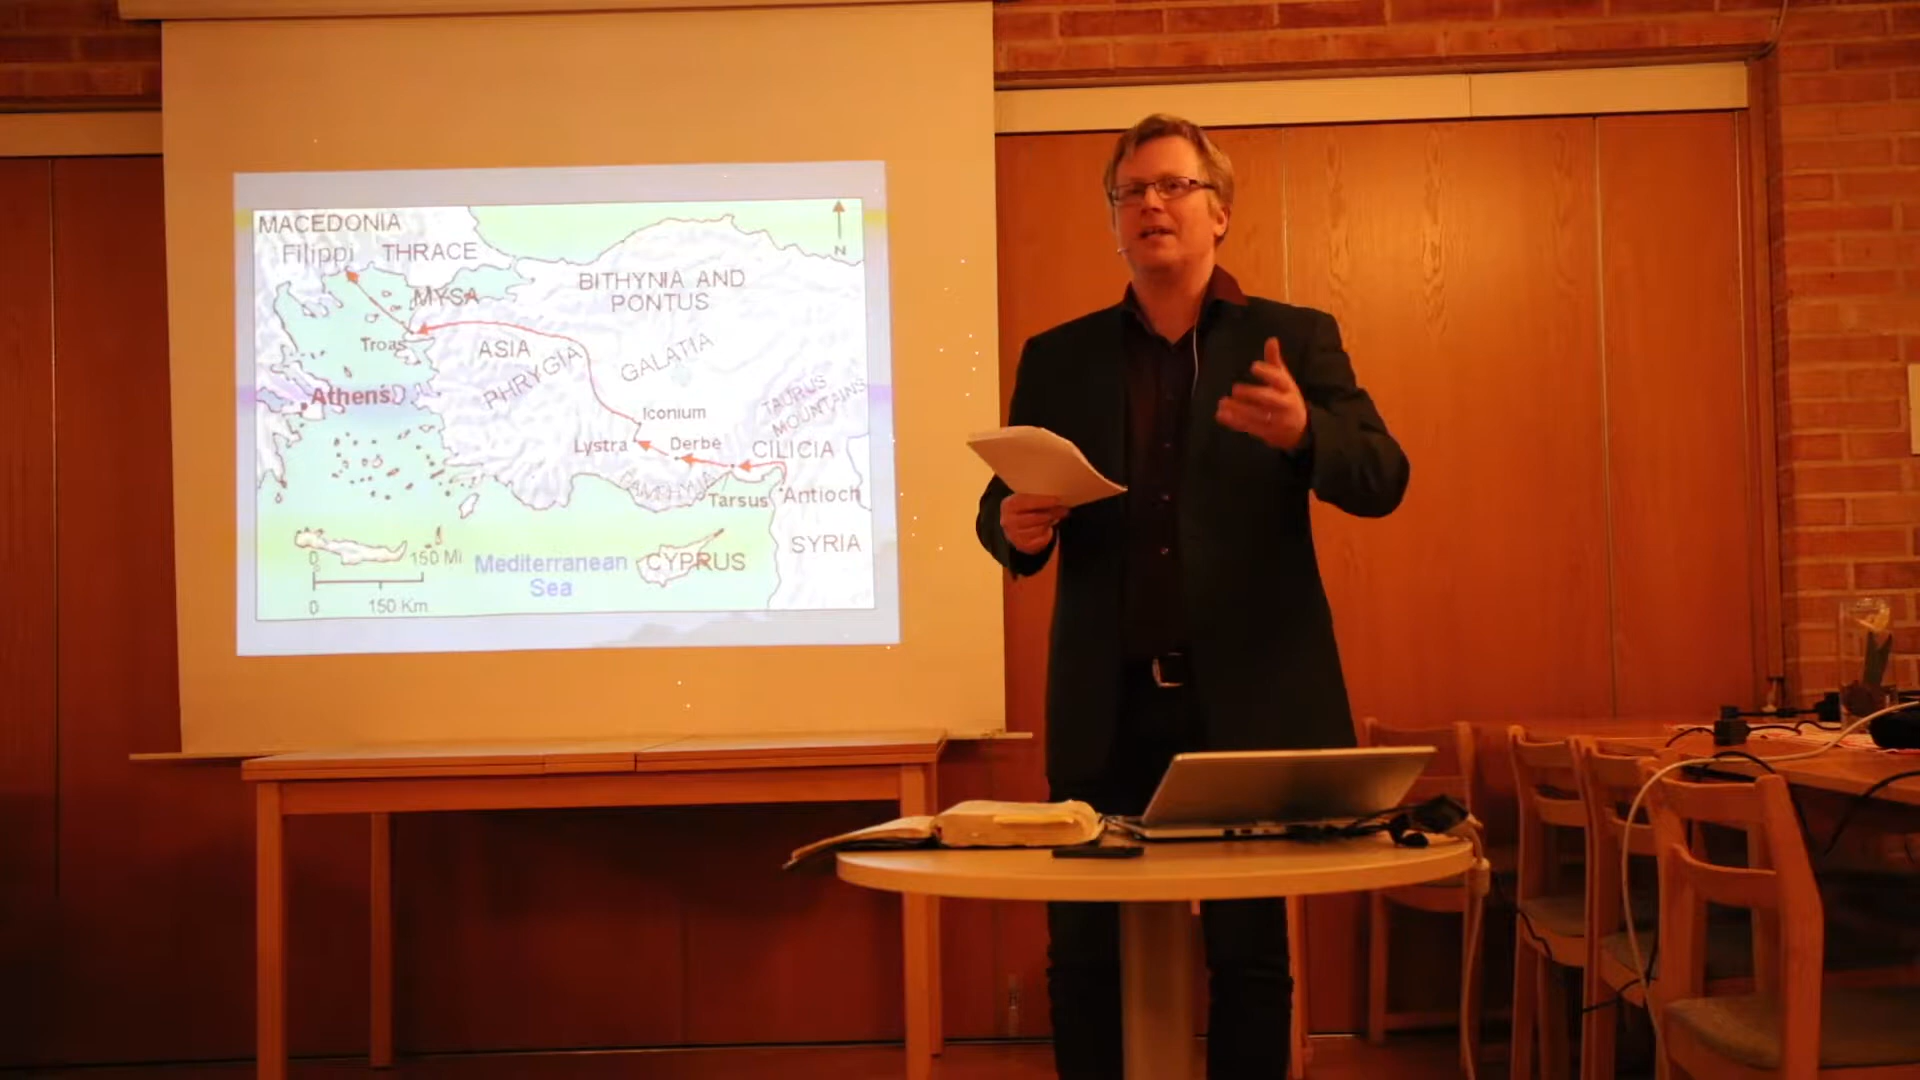 MACEDONIA
Filippi THRACE
MYSA
BITHYNIA AND
PONTUS
N
Troas
ASIA
PHRYGIA
GALATIA
Athens
TAURUS
MOUNTAINS
Iconium
Lystra
Derbe
CILICIA
Tarsus
Antioch
SYRIA
0 150 Mi
0 150 Km
Mediterranean
Sea
CYPRUS